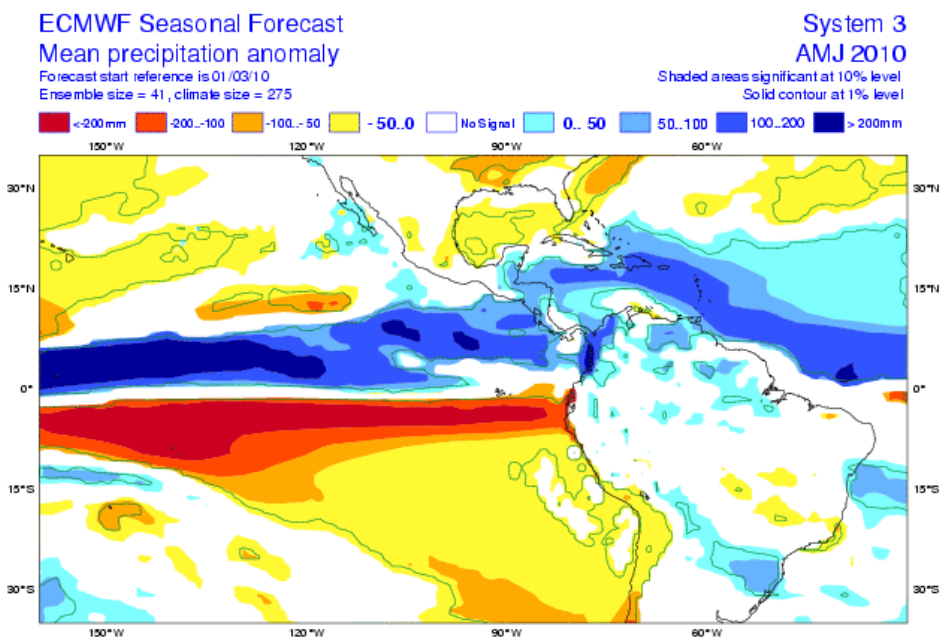 ECMWF Seasonal Forecast
System 3
Mean precipitation anomaly
AMJ 2010
Forecast start reference is 01/03/10
Shaded areas significant at 10% level
Ensemble size = 41, climate size = 275
Solid contour at 1% level
<-200mm -200..-100 -100..-50 -50..0 No Signal 0..50 50..100 100..200 >200mm
150°W 120°W 90°W 60°W
30°N 30°N
15°N 15°N
0° 0°
15°S 15°S
30°S 30°S
150°W 120°W 90°W 60°W